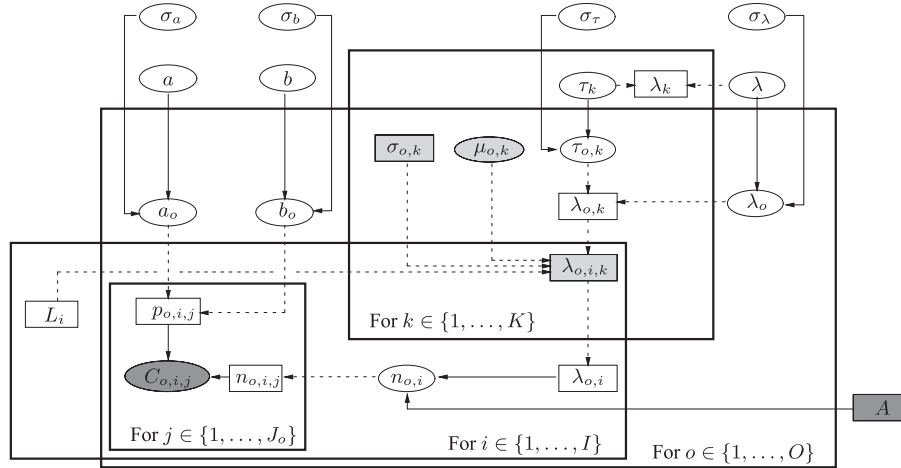 σ_a σ_b σ_τ σ_λ
a b τ_k λ_k λ
σ_{o,k} μ_{o,k} τ_{o,k}
a_o b_o λ_{o,k} λ_o
λ_{o,i,k}
L_i p_{o,i,j} For k ∈ {1, . . . , K}
C_{o,i,j} n_{o,i,j} n_{o,i} λ_{o,i}
A
For j ∈ {1, . . . , J_o} For i ∈ {1, . . . , I} For o ∈ {1, . . . , O}